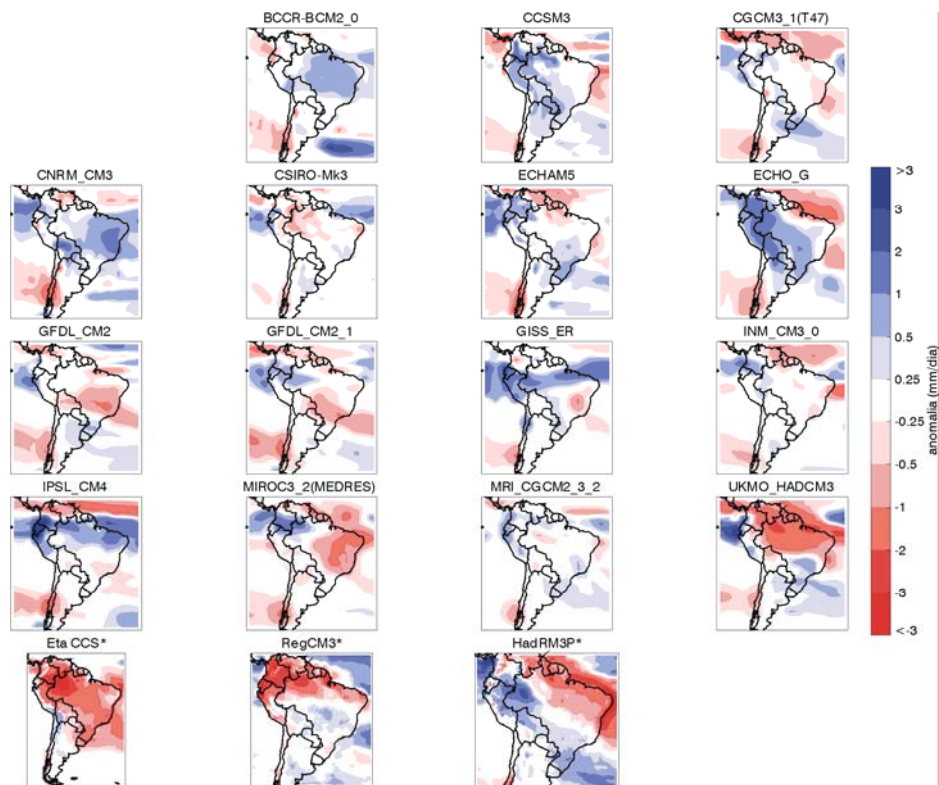 BCCR-BCM2_0 CCSM3 CGCM3_1(T47)
CNRM_CM3 CSIRO-Mk3 ECHAM5 ECHO_G
GFDL_CM2 GFDL_CM2_1 GISS_ER INM_CM3_0
IPSL_CM4 MIROC3_2(MEDRES) MRI_CGCM2_3_2 UKMO_HADCM3
Eta CCS* RegCM3* HadRM3P*
>3
3
2
1
0.5
0.25
-0.25
-0.5
-1
-2
-3
<-3
anomalia (mm/dia)